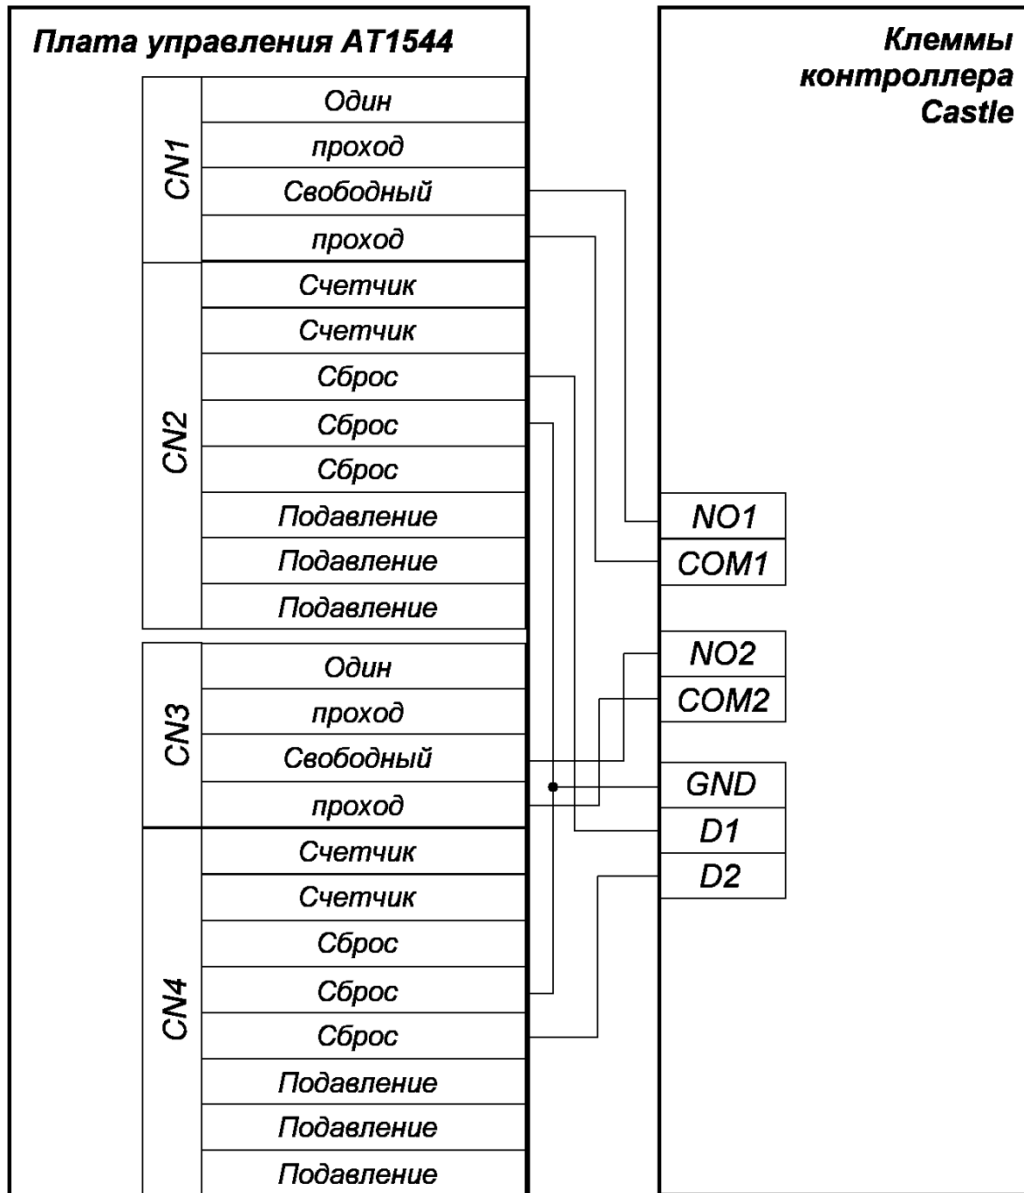 Плата управления AT1544
Клеммы
контроллера
Castle
CN1
Один
проход
Свободный
проход
CN2
Счетчик
Счетчик
Сброс
Сброс
Сброс
Подавление
Подавление
Подавление
CN3
Один
проход
Свободный
проход
CN4
Счетчик
Счетчик
Сброс
Сброс
Сброс
Подавление
Подавление
Подавление
NO1
COM1
NO2
COM2
GND
D1
D2